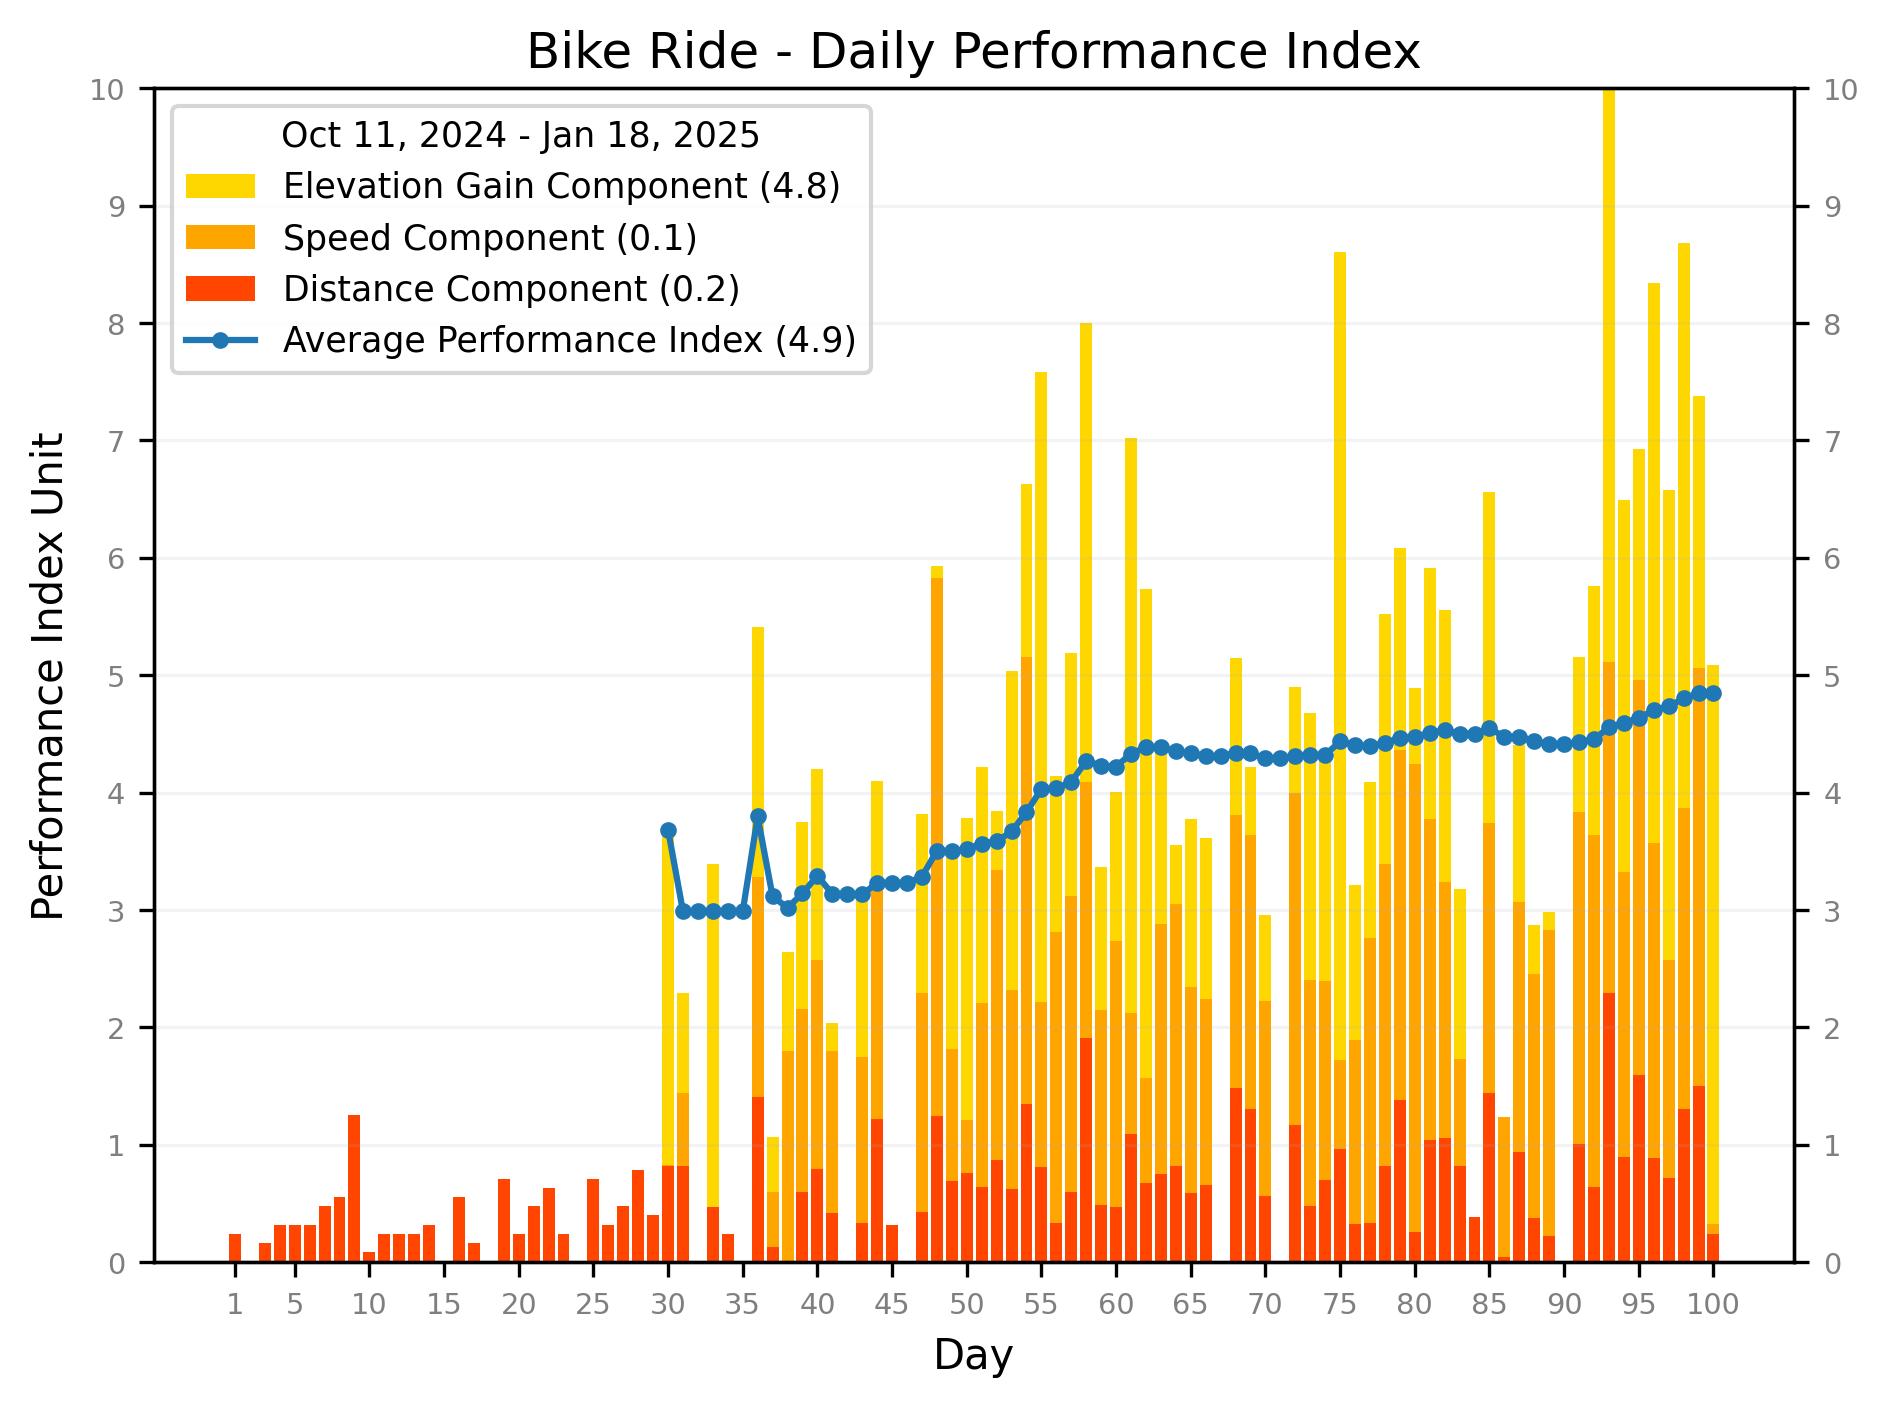 Bike Ride - Daily Performance Index
Oct 11, 2024 - Jan 18, 2025
Elevation Gain Component (4.8)
Speed Component (0.1)
Distance Component (0.2)
Average Performance Index (4.9)
Performance Index Unit
10 10
9 9
8 8
7 7
6 6
5 5
4 4
3 3
2 2
1 1
0 0
1 5 10 15 20 25 30 35 40 45 50 55 60 65 70 75 80 85 90 95 100
Day